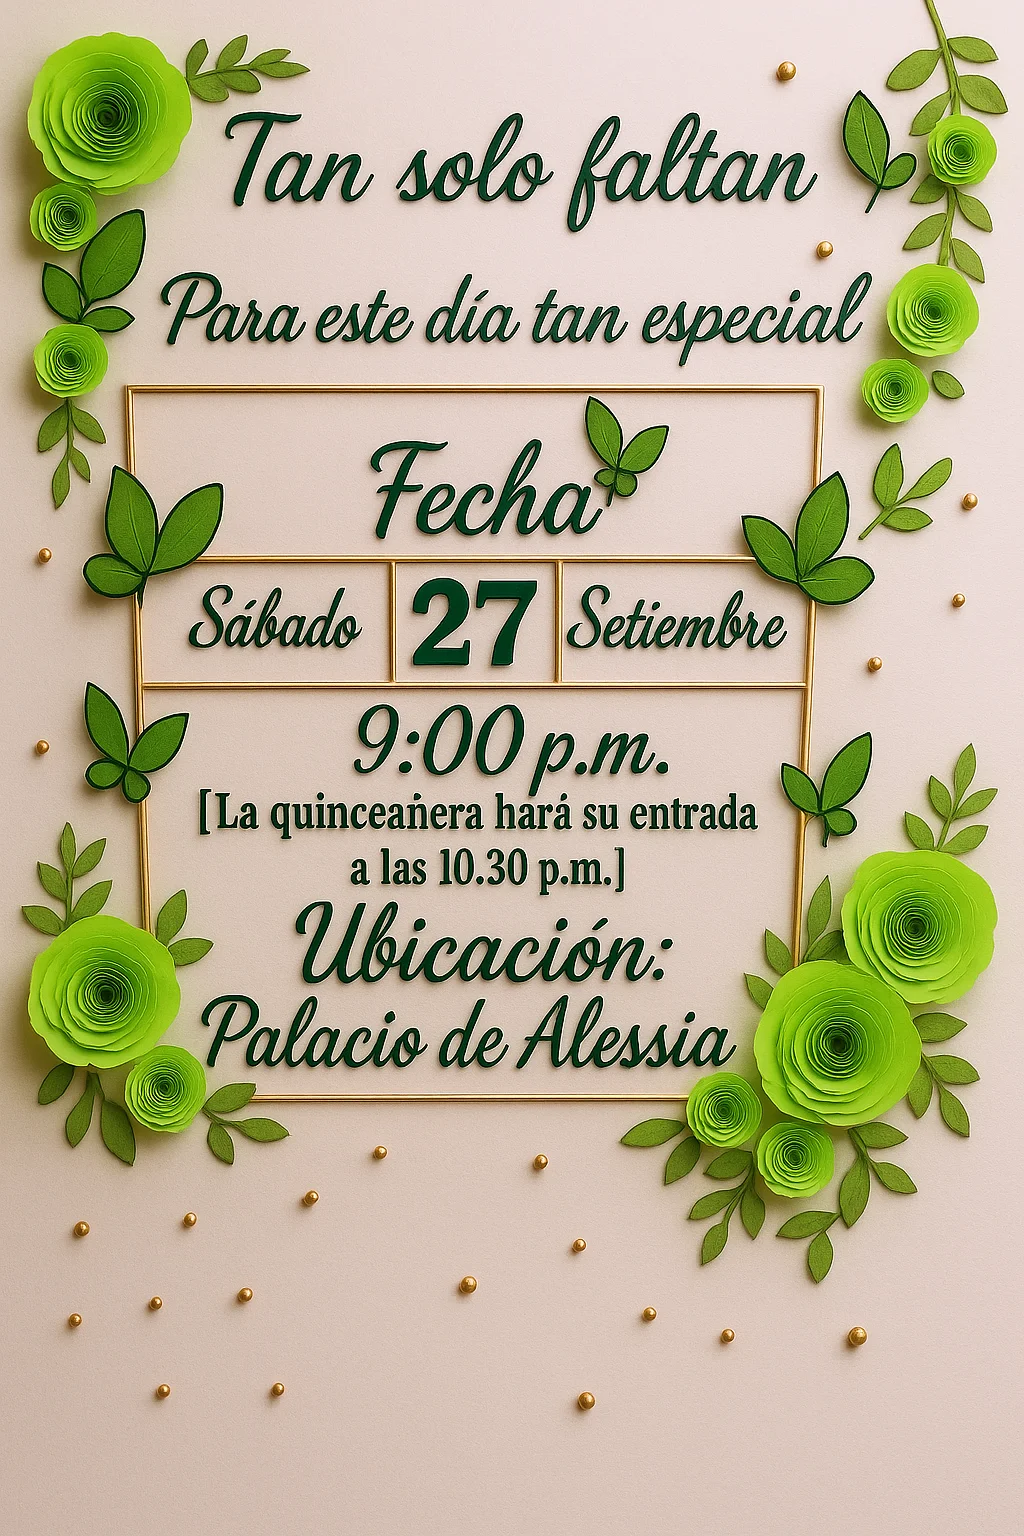 Tan solo faltan
Para este día tan especial
Fecha
Sábado 27 Setiembre
9:00 p.m.
[La quinceañera hará su entrada
a las 10.30 p.m.]
Ubicación:
Palacio de Alessia